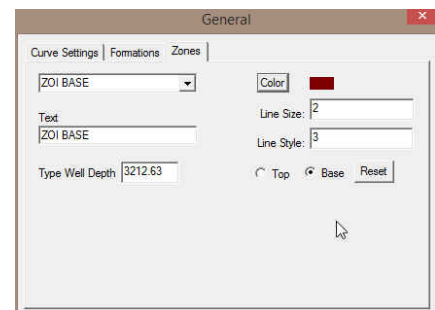 General
Curve Settings Formations Zones
ZOI BASE Color
Line Size: 2
Text
ZOI BASE
Line Style: 3
Type Well Depth 3212.63 Top Base Reset